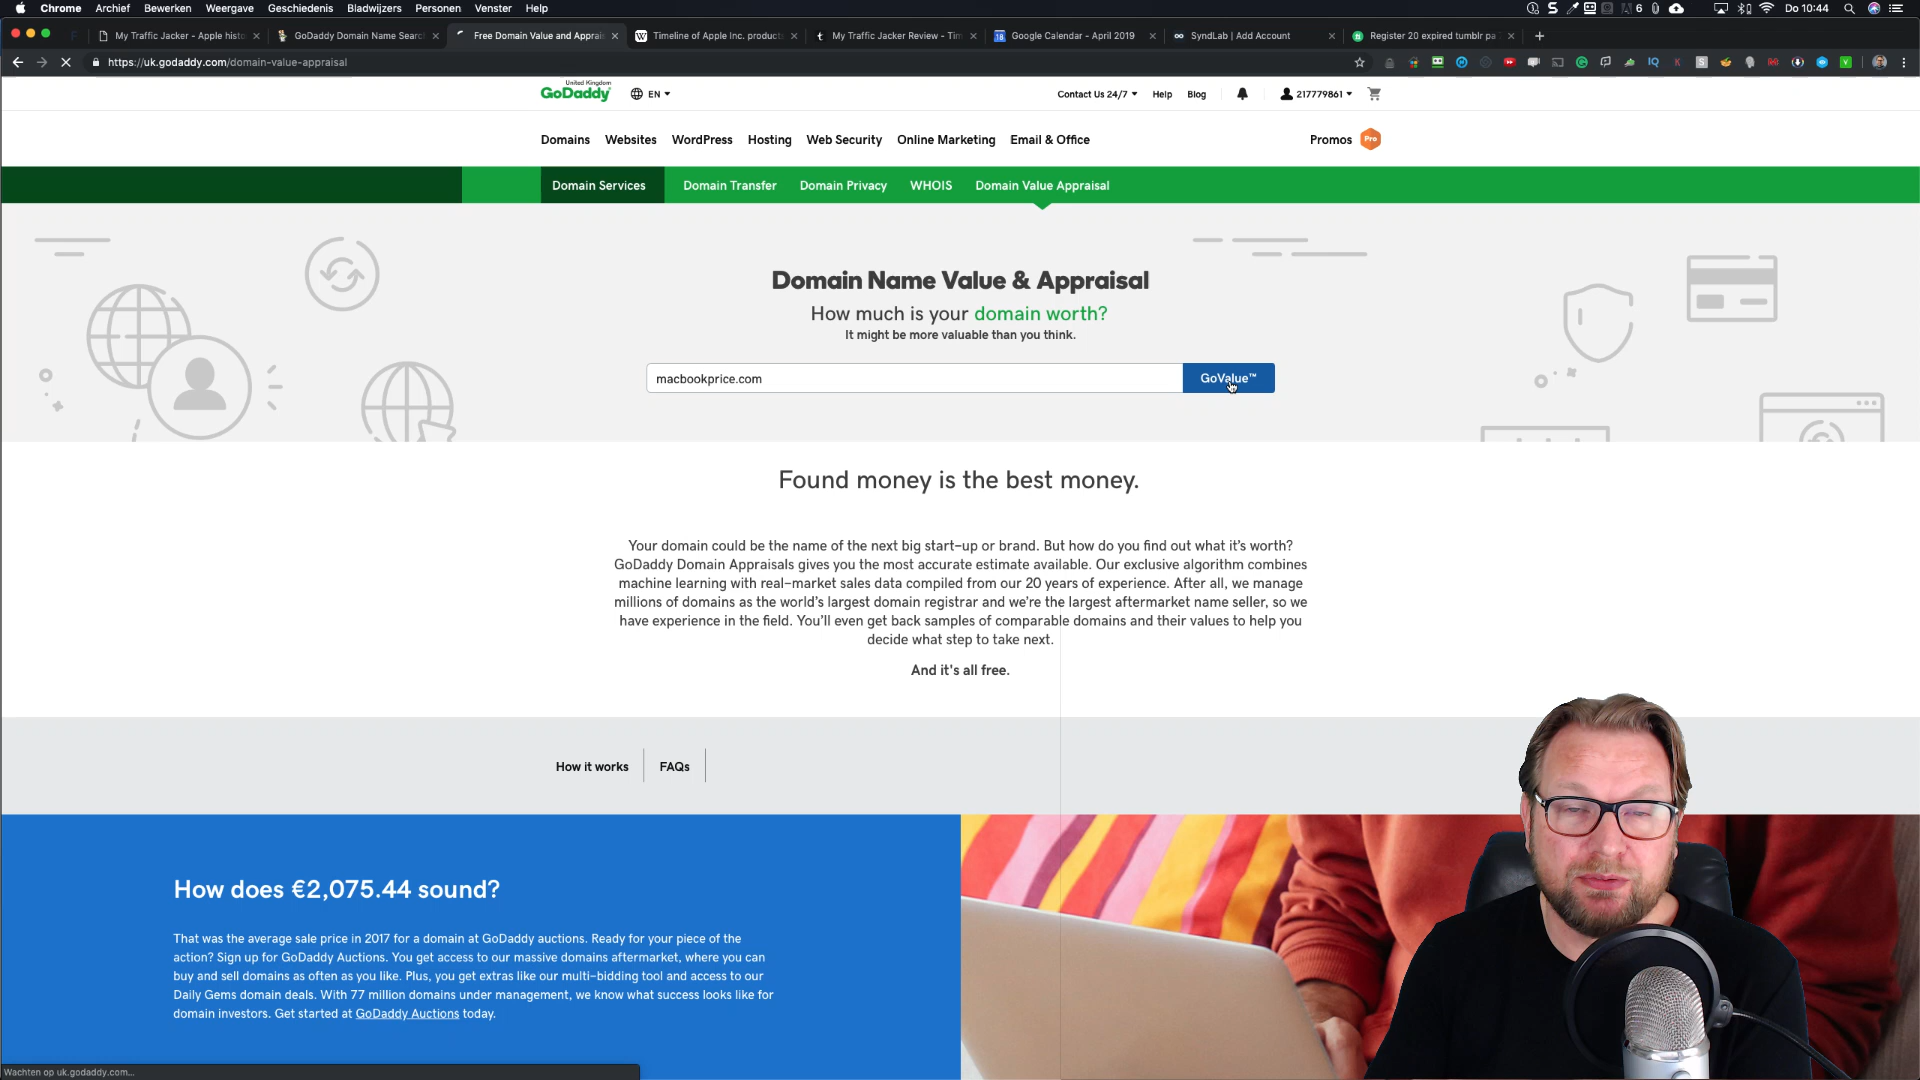 Chrome Archief Bewerken Weergave Geschiedenis Bladwijzers Personen Venster Help
6 Do 10:44
My Traffic Jacker - Apple histo
GoDaddy Domain Name Searc
Free Domain Value and Apprais
Timeline of Apple Inc. product
My Traffic Jacker Review - Tim
Google Calendar - April 2019
SyndLab | Add Account
Register 20 expired tumblr pa
https://uk.godaddy.com/domain-value-appraisal
United Kingdom
GoDaddy
EN
Contact Us 24/7 Help Blog 217779861
Domains Websites WordPress Hosting Web Security Online Marketing Email & Office Promos Pro
Domain Services Domain Transfer Domain Privacy WHOIS Domain Value Appraisal
Domain Name Value & Appraisal
How much is your domain worth?
It might be more valuable than you think.
macbookprice.com
GoValue™
Found money is the best money.
Your domain could be the name of the next big start-up or brand. But how do you find out what it's worth?
GoDaddy Domain Appraisals gives you the most accurate estimate available. Our exclusive algorithm combines
machine learning with real-market sales data compiled from our 20 years of experience. After all, we manage
millions of domains as the world's largest domain registrar and we're the largest aftermarket name seller, so we
have experience in the field. You'll even get back samples of comparable domains and their values to help you
decide what step to take next.
And it's all free.
How it works
FAQs
How does €2,075.44 sound?
That was the average sale price in 2017 for a domain at GoDaddy auctions. Ready for your piece of the
action? Sign up for GoDaddy Auctions. You get access to our massive domains aftermarket, where you can
buy and sell domains as often as you like. Plus, you get extras like our multi-bidding tool and access to our
Daily Gems domain deals. With 77 million domains under management, we know what success looks like for
domain investors. Get started at GoDaddy Auctions today.
Wachten op uk.godaddy.com...